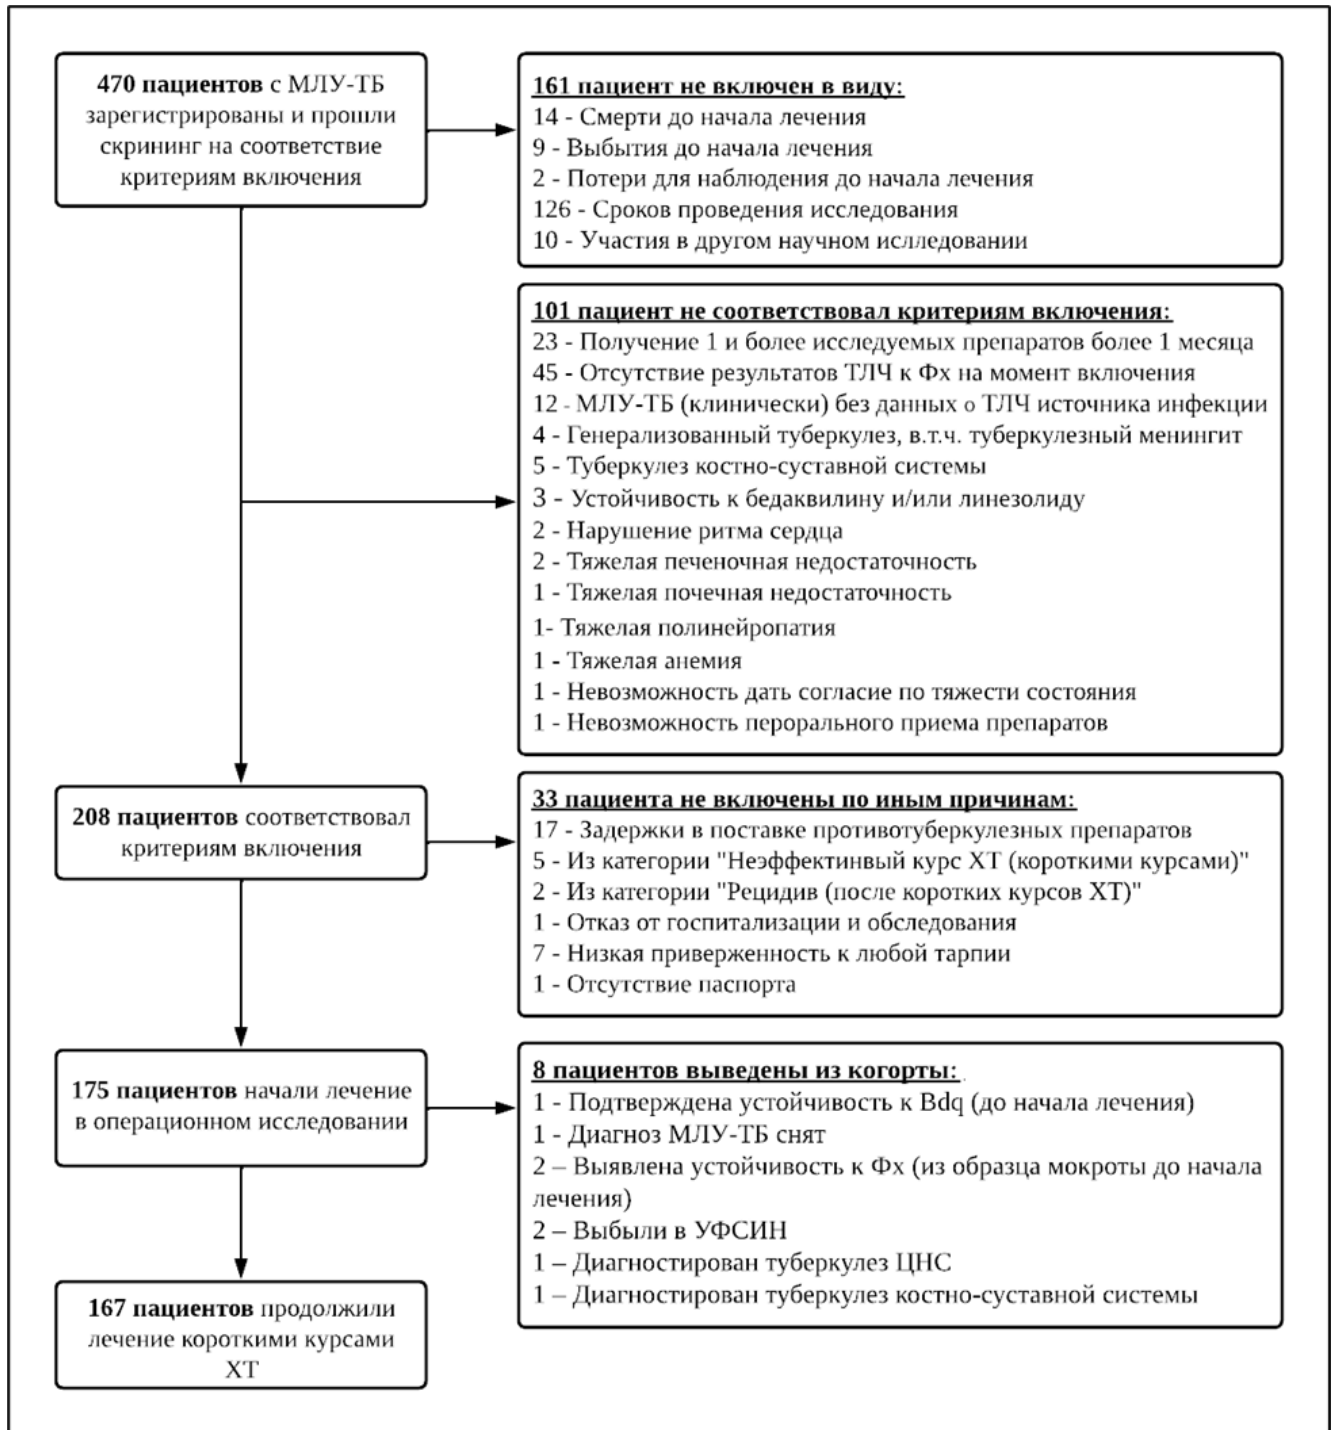 470 пациентов с МЛУ-ТБ
зарегистрированы и прошли
скрининг на соответствие
критериям включения
161 пациент не включен в виду:
14 - Смерти до начала лечения
9 - Выбытия до начала лечения
2 - Потери для наблюдения до начала лечения
126 - Сроков проведения исследования
10 - Участия в другом научном ислледовании
101 пациент не соответствовал критериям включения:
23 - Получение 1 и более исследуемых препаратов более 1 месяца
45 - Отсутствие результатов ТЛЧ к Фх на момент включения
12 - МЛУ-ТБ (клинически) без данных о ТЛЧ источника инфекции
4 - Генерализованный туберкулез, в.т.ч. туберкулезный менингит
5 - Туберкулез костно-суставной системы
3 - Устойчивость к бедаквилину и/или линезолиду
2 - Нарушение ритма сердца
2 - Тяжелая печеночная недостаточность
1 - Тяжелая почечная недостаточность
1- Тяжелая полинейропатия
1 - Тяжелая анемия
1 - Невозможность дать согласие по тяжести состояния
1 - Невозможность перорального приема препаратов
208 пациентов соответствовал
критериям включения
33 пациента не включены по иным причинам:
17 - Задержки в поставке противотуберкулезных препаратов
5 - Из категории "Неэффектинвый курс ХТ (короткими курсами)"
2 - Из категории "Рецидив (после коротких курсов ХТ)"
1 - Отказ от госпитализации и обследования
7 - Низкая приверженность к любой тарпии
1 - Отсутствие паспорта
175 пациентов начали лечение
в операционном исследовании
8 пациентов выведены из когорты:
1 - Подтверждена устойчивость к Bdq (до начала лечения)
1 - Диагноз МЛУ-ТБ снят
2 – Выявлена устойчивость к Фх (из образца мокроты до начала
лечения)
2 – Выбыли в УФСИН
1 – Диагностирован туберкулез ЦНС
1 – Диагностирован туберкулез костно-суставной системы
167 пациентов продолжили
лечение короткими курсами
ХТ